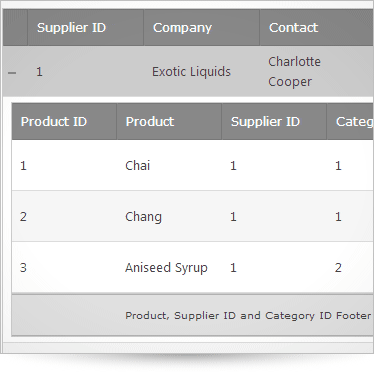 Supplier ID Company Contact
1 Exotic Liquids Charlotte Cooper
Product ID Product Supplier ID Categ
1 Chai 1 1
2 Chang 1 1
3 Aniseed Syrup 1 2
Product, Supplier ID and Category ID Footer